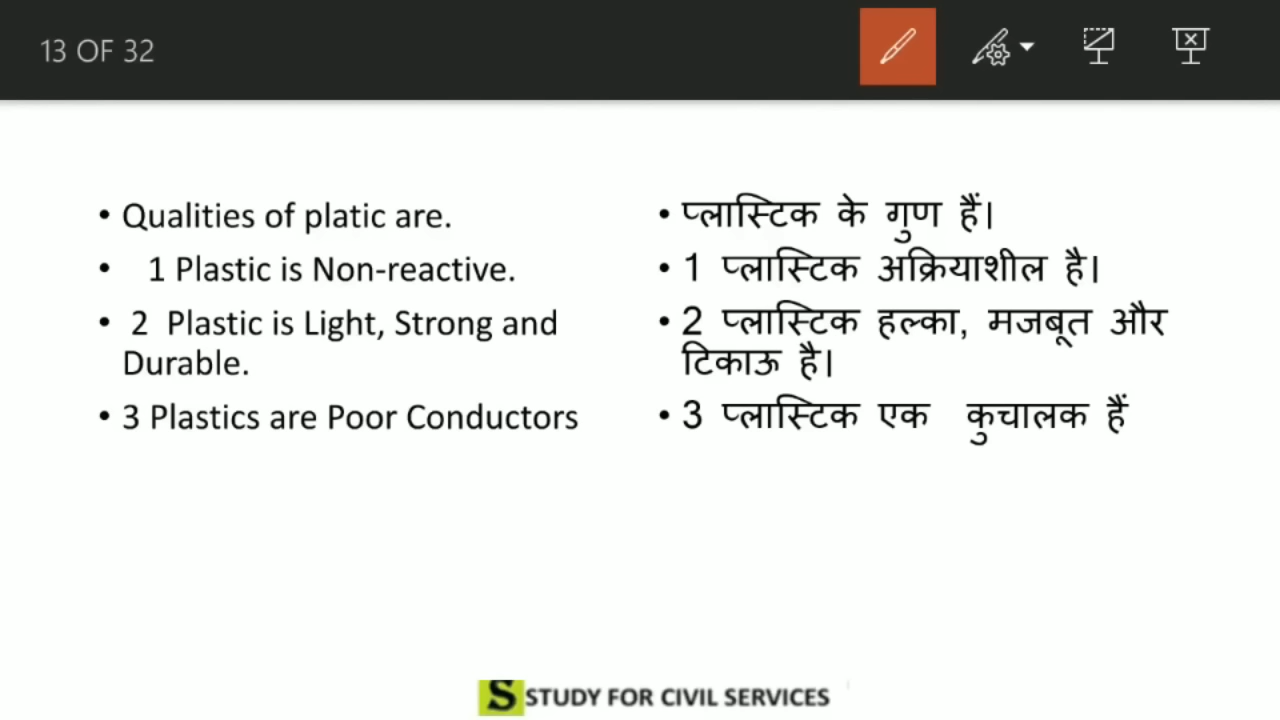 13 OF 32
• Qualities of platic are.
• 1 Plastic is Non-reactive.
• 2 Plastic is Light, Strong and
Durable.
• 3 Plastics are Poor Conductors
• प्लास्टिक के गुण हैं।
• 1 प्लास्टिक अक्रियाशील है।
• 2 प्लास्टिक हल्का, मजबूत और
टिकाऊ है।
• 3 प्लास्टिक एक कुचालक हैं
S STUDY FOR CIVIL SERVICES